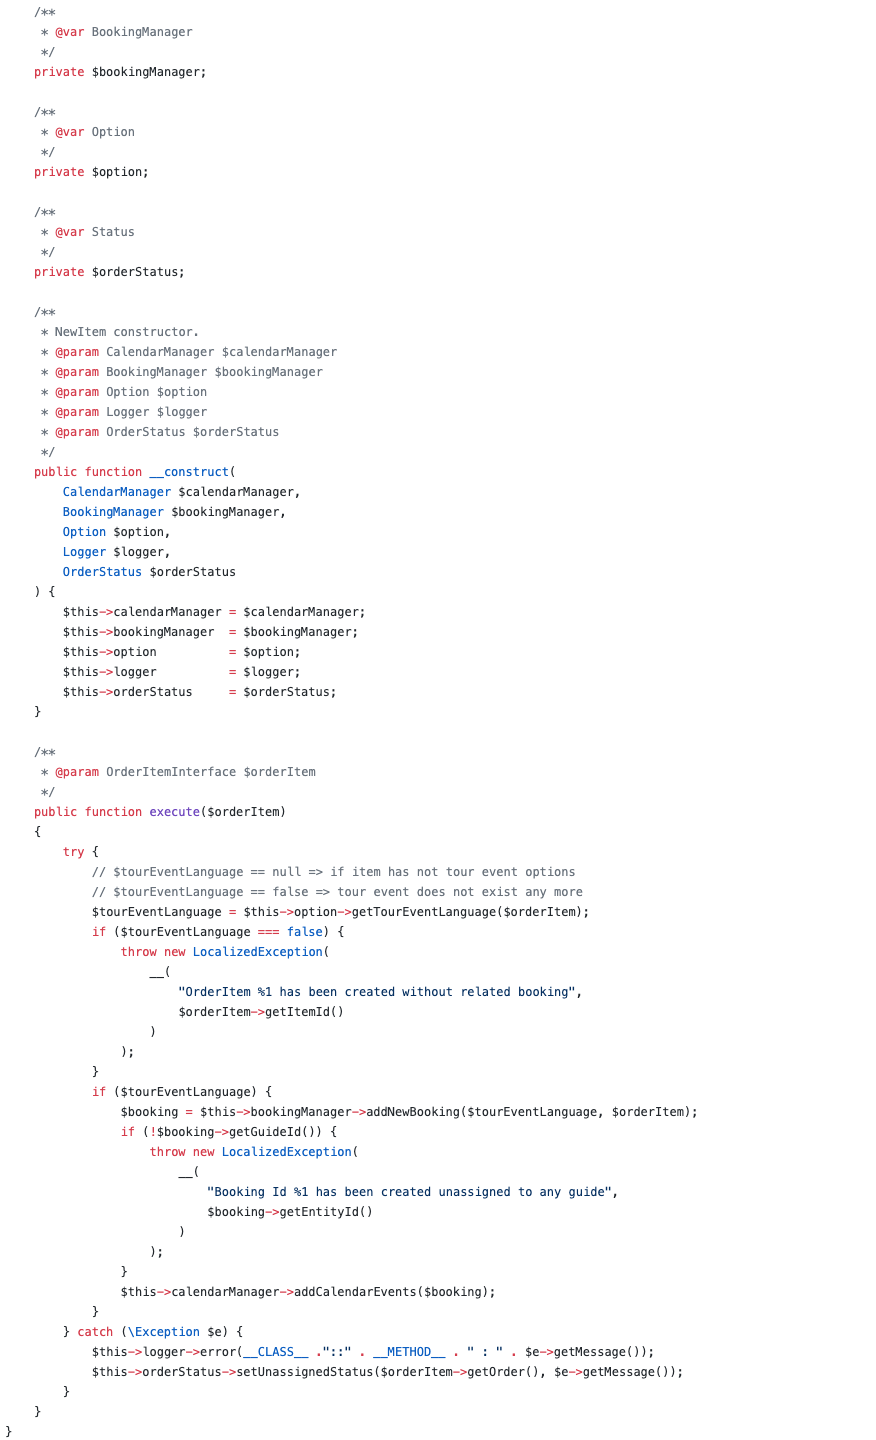 /**
 * @var BookingManager
 */
private $bookingManager;

/**
 * @var Option
 */
private $option;

/**
 * @var Status
 */
private $orderStatus;

/**
 * NewItem constructor.
 * @param CalendarManager $calendarManager
 * @param BookingManager $bookingManager
 * @param Option $option
 * @param Logger $logger
 * @param OrderStatus $orderStatus
 */
public function __construct(
    CalendarManager $calendarManager,
    BookingManager $bookingManager,
    Option $option,
    Logger $logger,
    OrderStatus $orderStatus
) {
    $this->calendarManager = $calendarManager;
    $this->bookingManager  = $bookingManager;
    $this->option          = $option;
    $this->logger          = $logger;
    $this->orderStatus     = $orderStatus;
}

/**
 * @param OrderItemInterface $orderItem
 */
public function execute($orderItem)
{
    try {
        // $tourEventLanguage == null => if item has not tour event options
        // $tourEventLanguage == false => tour event does not exist any more
        $tourEventLanguage = $this->option->getTourEventLanguage($orderItem);
        if ($tourEventLanguage === false) {
            throw new LocalizedException(
                __(
                    "OrderItem %1 has been created without related booking",
                    $orderItem->getItemId()
                )
            );
        }
        if ($tourEventLanguage) {
            $booking = $this->bookingManager->addNewBooking($tourEventLanguage, $orderItem);
            if (!$booking->getGuideId()) {
                throw new LocalizedException(
                    __(
                        "Booking Id %1 has been created unassigned to any guide",
                        $booking->getEntityId()
                    )
                );
            }
            $this->calendarManager->addCalendarEvents($booking);
        }
    } catch (\Exception $e) {
        $this->logger->error(__CLASS__ ."::" . __METHOD__ . " : " . $e->getMessage());
        $this->orderStatus->setUnassignedStatus($orderItem->getOrder(), $e->getMessage());
    }
}
}